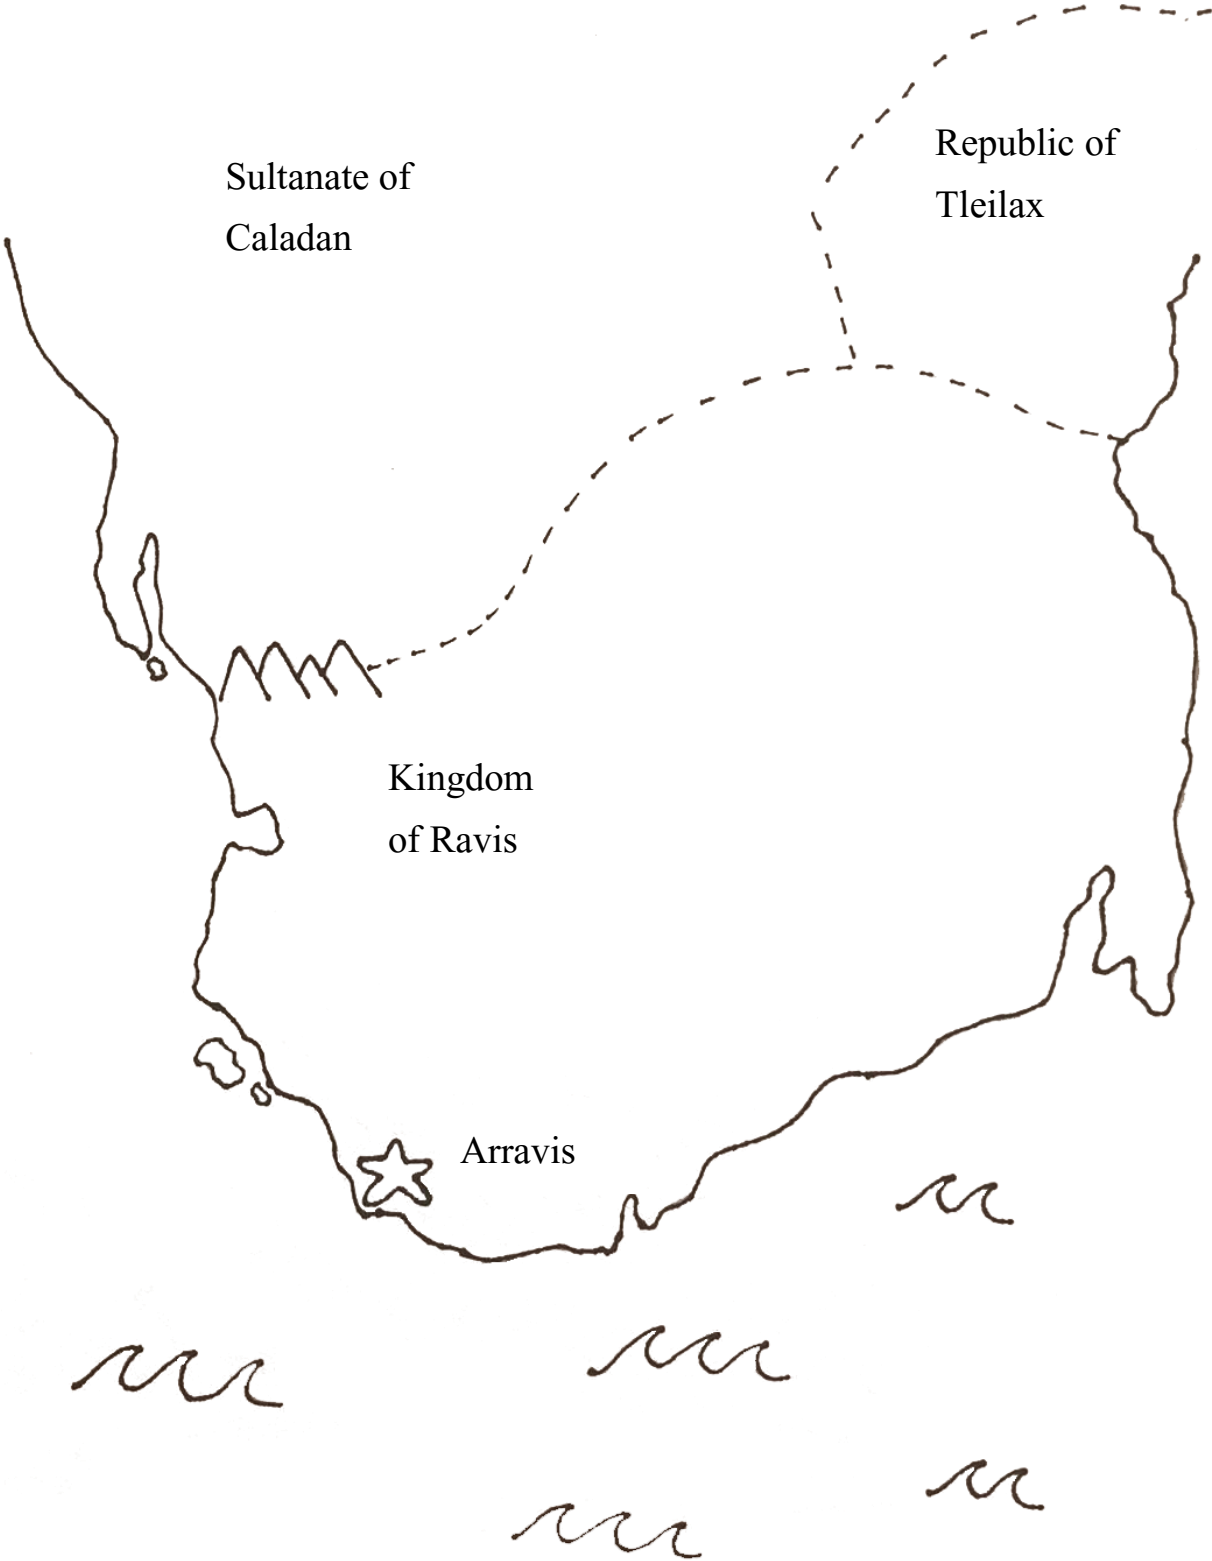 Republic of
Tleilax
Sultanate of
Caladan
Kingdom
of Ravis
Arravis